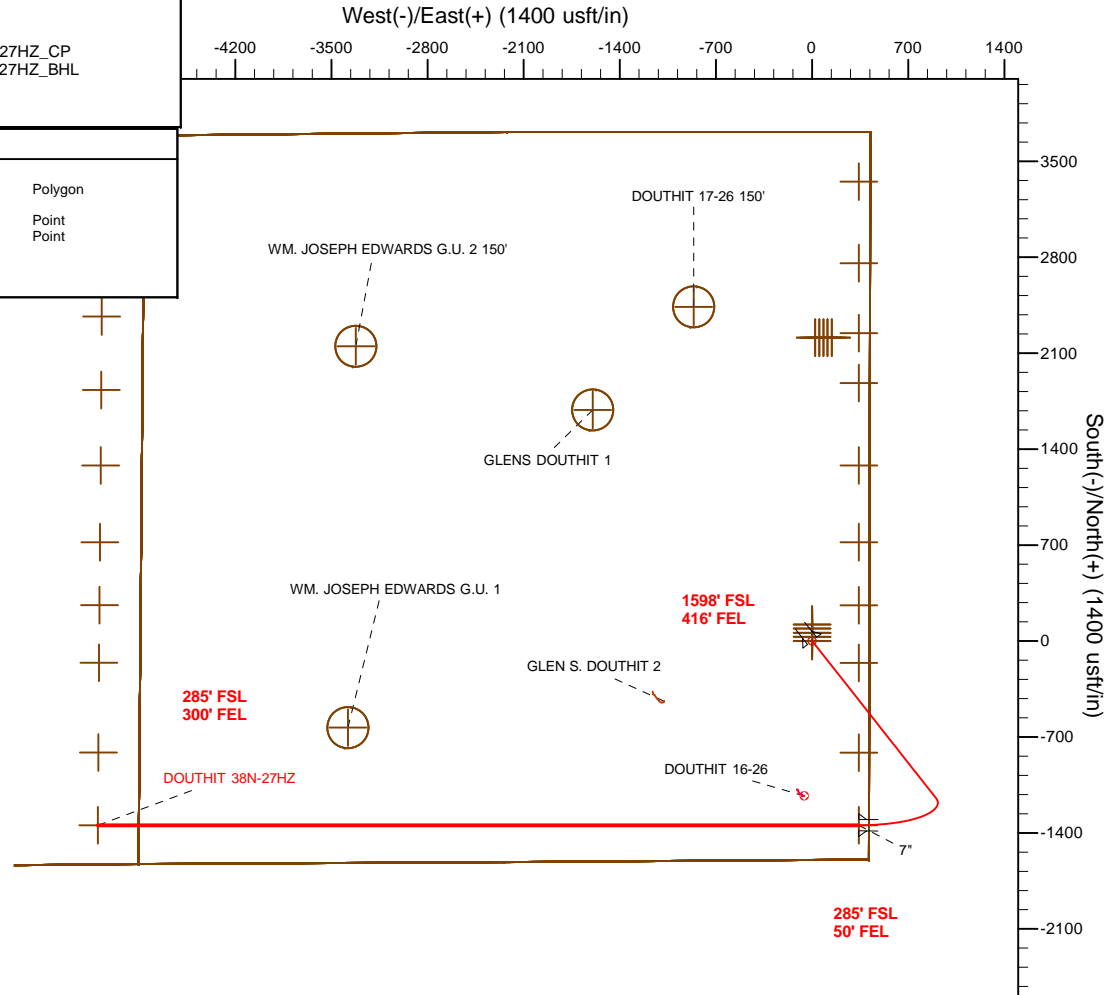 West(-)/East(+) (1400 usft/in)
-4200 -3500 -2800 -2100 -1400 -700 0 700 1400
27HZ_CP
27HZ_BHL
Polygon
Point
Point
3500
2800
2100
1400
700
0
-700
-1400
-2100
South(-)/North(+) (1400 usft/in)
DOUTHIT 17-26 150'
WM. JOSEPH EDWARDS G.U. 2 150'
GLENS DOUTHIT 1
WM. JOSEPH EDWARDS G.U. 1
1598' FSL
416' FEL
GLEN S. DOUTHIT 2
285' FSL
300' FEL
DOUTHIT 16-26
DOUTHIT 38N-27HZ
7"
285' FSL
50' FEL